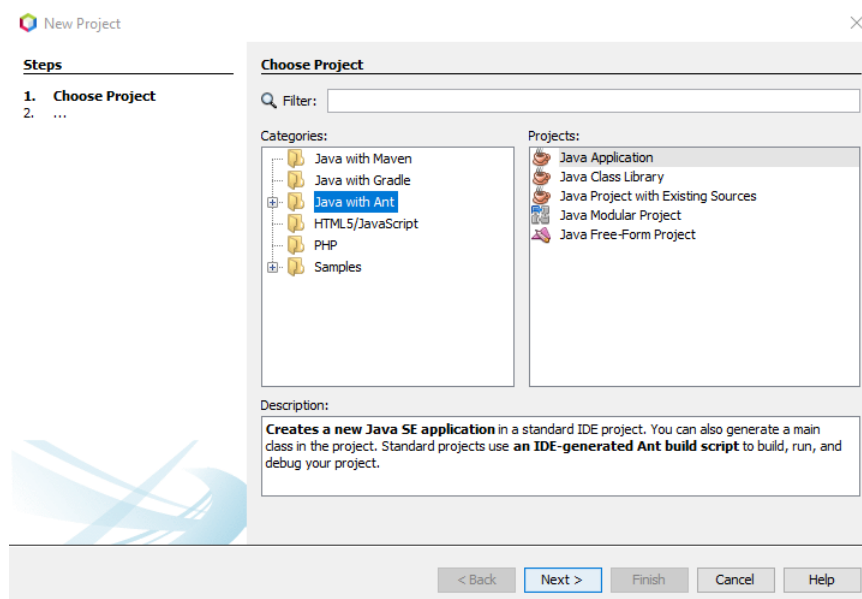 New Project
Steps
1. Choose Project
2. ...
Choose Project
Filter:
Categories:
Java with Maven
Java with Gradle
Java with Ant
HTML5/JavaScript
PHP
Samples
Projects:
Java Application
Java Class Library
Java Project with Existing Sources
Java Modular Project
Java Free-Form Project
Description:
Creates a new Java SE application in a standard IDE project. You can also generate a main
class in the project. Standard projects use an IDE-generated Ant build script to build, run, and
debug your project.
< Back Next > Finish Cancel Help